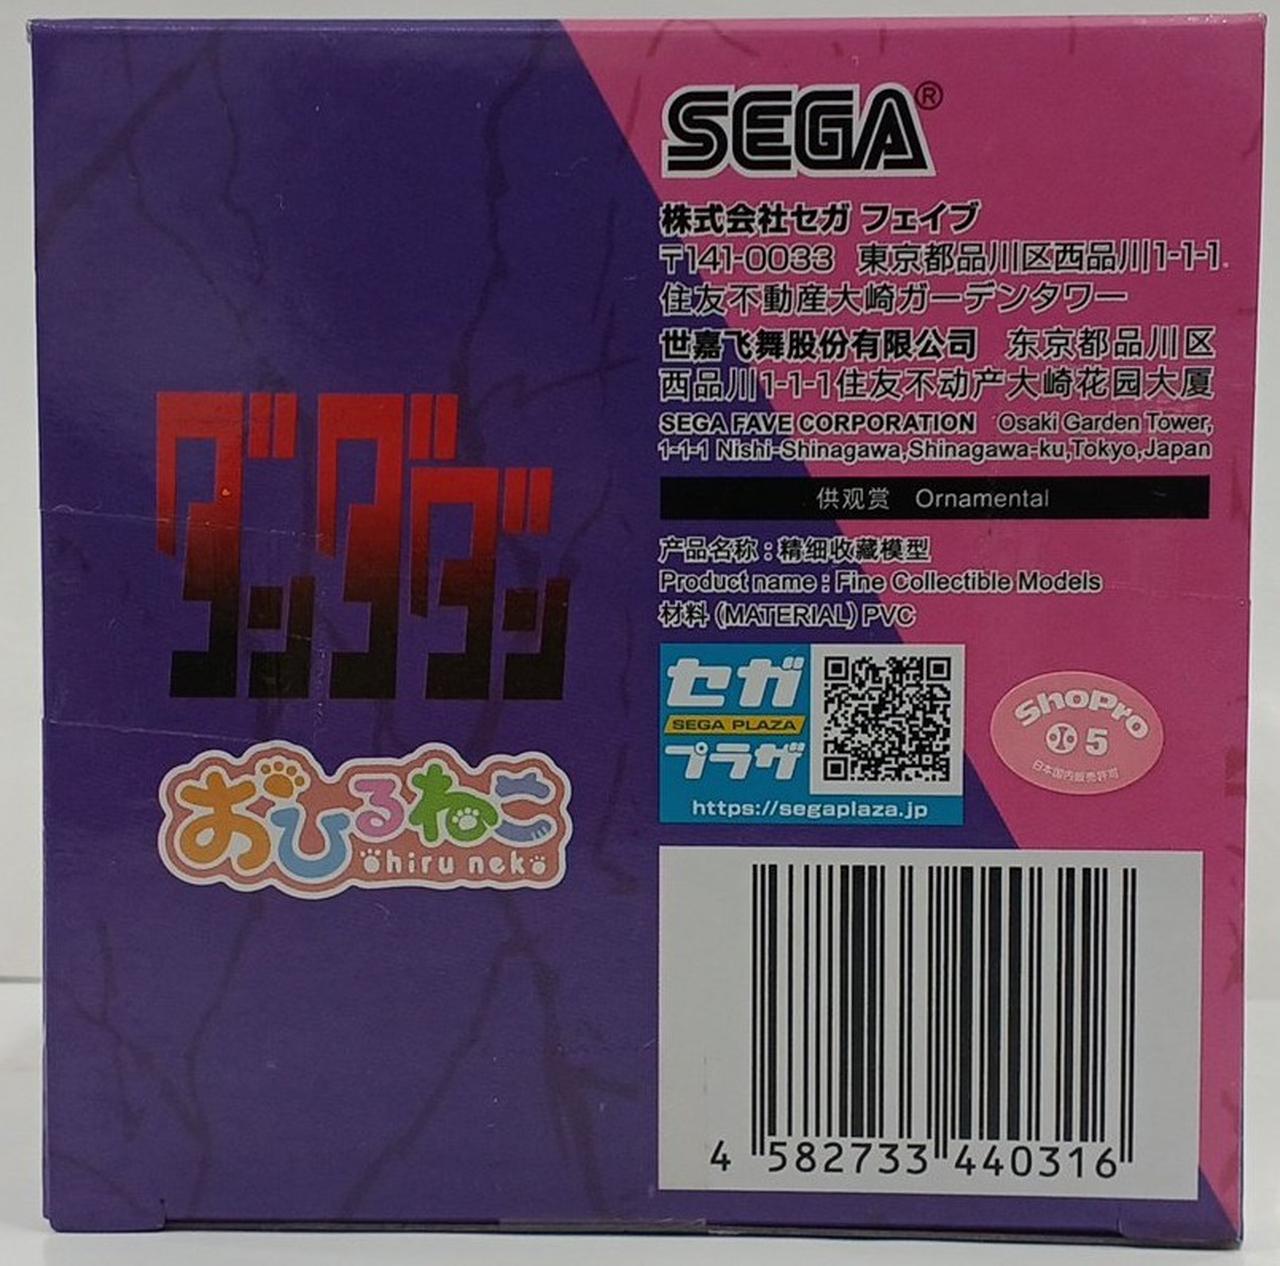 ダンダダン
おひるねこ
Ohiru neko
SEGA®
株式会社セガ フェイブ
〒141-0033 東京都品川区西品川1-1-1
住友不動産大崎ガーデンタワー
世嘉飞舞股份有限公司 东京都品川区
西品川1-1-1住友不动产大崎花园大厦
SEGA FAVE CORPORATION Osaki Garden Tower,
1-1-1 Nishi-Shinagawa,Shinagawa-ku,Tokyo,Japan
供观赏 Ornamental
产品名称：精细收藏模型
Product name : Fine Collectible Models
材料 (MATERIAL) PVC
セガ
SEGA PLAZA
プラザ
https://segaplaza.jp
ShoPro
5
日本国内販売許可
4 582733 440316